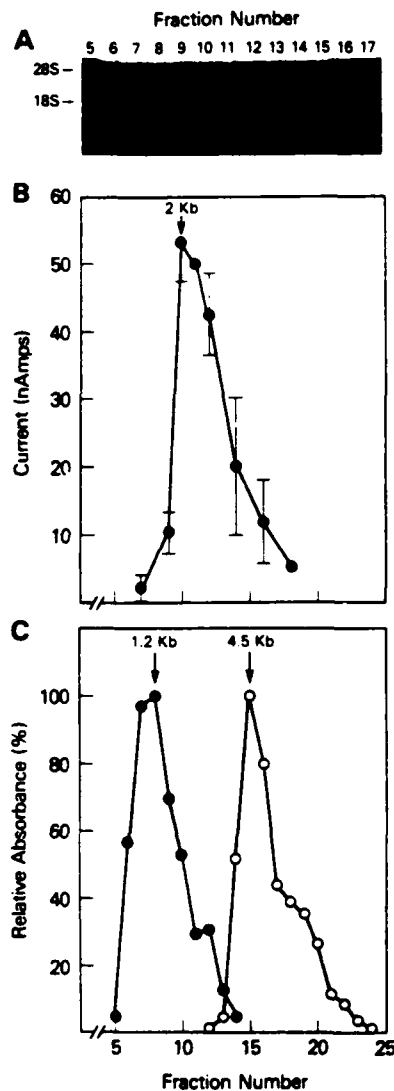 Fraction Number
A
5 6 7 8 9 10 11 12 13 14 15 16 17
28S
18S
B
60
2 Kb
50
40
30
20
10
Current (nAmps)
C
1.2 Kb 4.5 Kb
100
80
60
40
20
Relative Absorbance (%)
5 10 15 20 25
Fraction Number